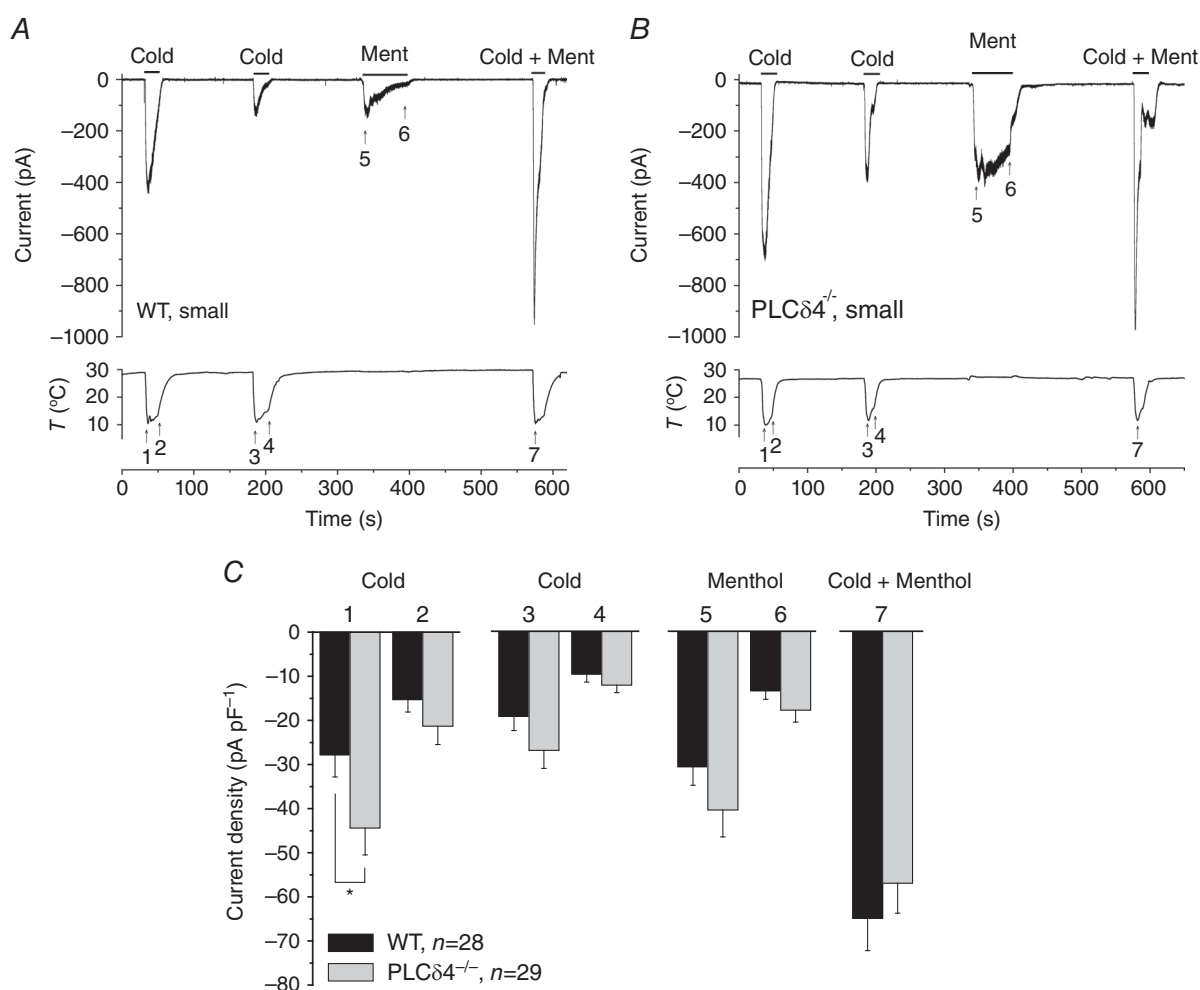 A
Cold
Cold
Ment
Cold + Ment
0
−200
−400
−600
−800
−1000
Current (pA)
5
6
WT, small
30
20
10
T (°C)
1
2
3
4
7
0
100
200
300
400
500
600
Time (s)
B
Cold
Cold
Ment
Cold + Ment
0
−200
−400
−600
−800
−1000
Current (pA)
5
6
PLCδ4⁻/⁻, small
30
20
10
T (°C)
1
2
3
4
7
0
100
200
300
400
500
600
Time (s)
C
Cold
Cold
Menthol
Cold + Menthol
1
2
3
4
5
6
7
0
−10
−20
−30
−40
−50
−60
−70
−80
Current density (pA pF⁻¹)
*
WT, n=28
PLCδ4⁻/⁻, n=29